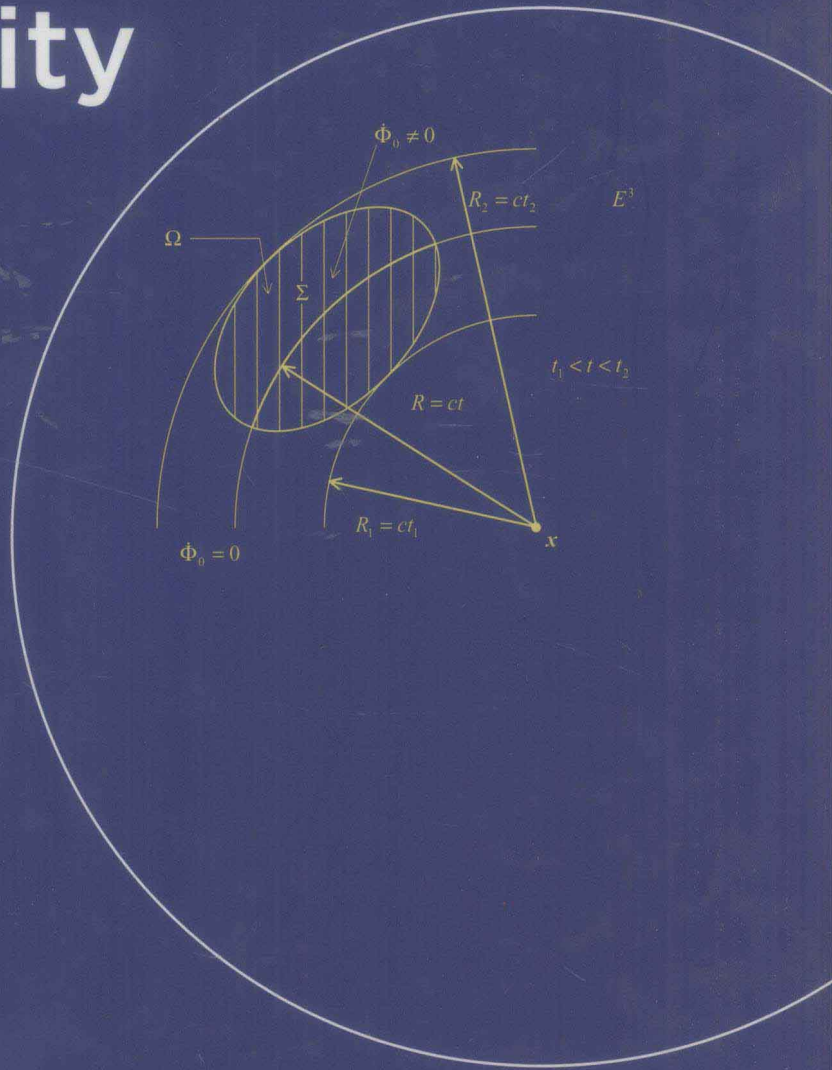 ity
Φ̇₀ ≠ 0
R₂ = ct₂
E³
Ω
Σ
t₁ < t < t₂
R = ct
R₁ = ct₁
x
Φ̇₀ = 0